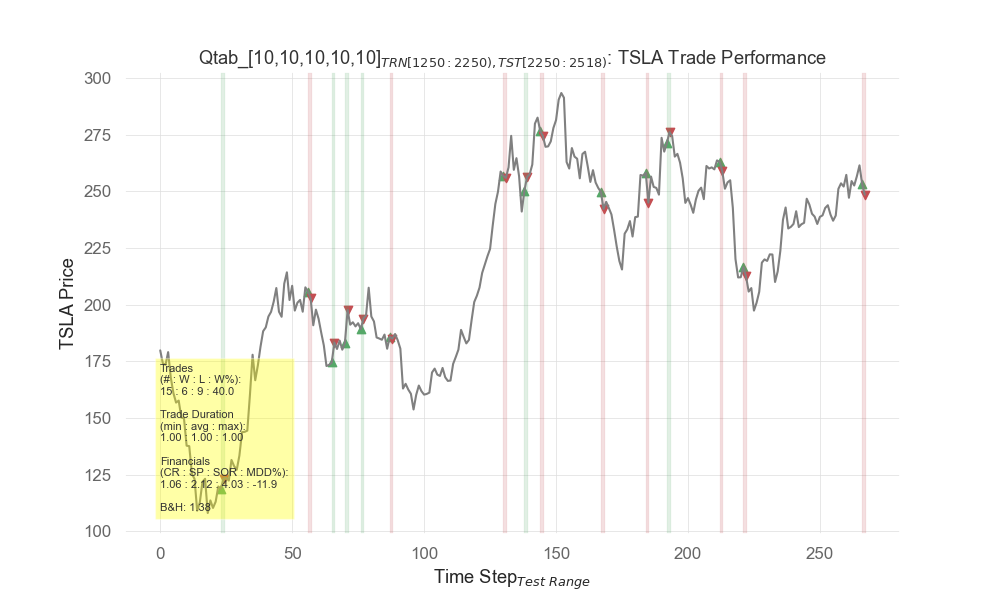 Qtab_[10,10,10,10,10]TRN[1250:2250),TST[2250:2518): TSLA Trade Performance
300
275
250
225
200
175
150
125
100
TSLA Price
Trades
(# : W : L : W%):
15 : 6 : 9 : 40.0
Trade Duration
(min : avg : max):
1.00 : 1.00 : 1.00
Financials
(CR : SP : SOR : MDD%):
1.06 : 2.12 : 4.03 : -11.9
B&H: 1.38
0 50 100 150 200 250
Time Step Test Range